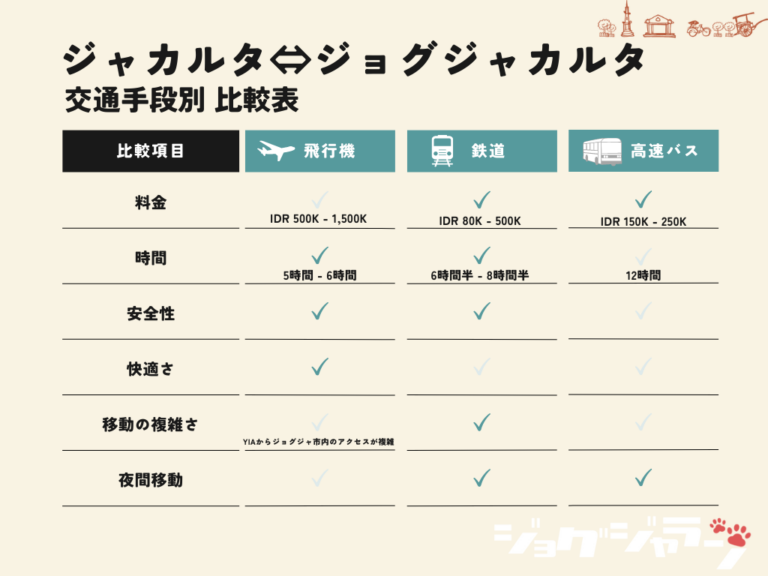 ジャカルタ⇔ジョグジャカルタ
交通手段別 比較表
比較項目 飛行機 鉄道 高速バス
料金 ✓ ✓ ✓
IDR 500K - 1,500K IDR 80K - 500K IDR 150K - 250K
時間 ✓ ✓ ✓
5時間 - 6時間 6時間半 - 8時間半 12時間
安全性 ✓ ✓ ✓
快適さ ✓ ✓ ✓
移動の複雑さ ✓ ✓ ✓
YIAからジョグジャ市内のアクセスが複雑
夜間移動 ✓ ✓ ✓
ジョグジャラーン